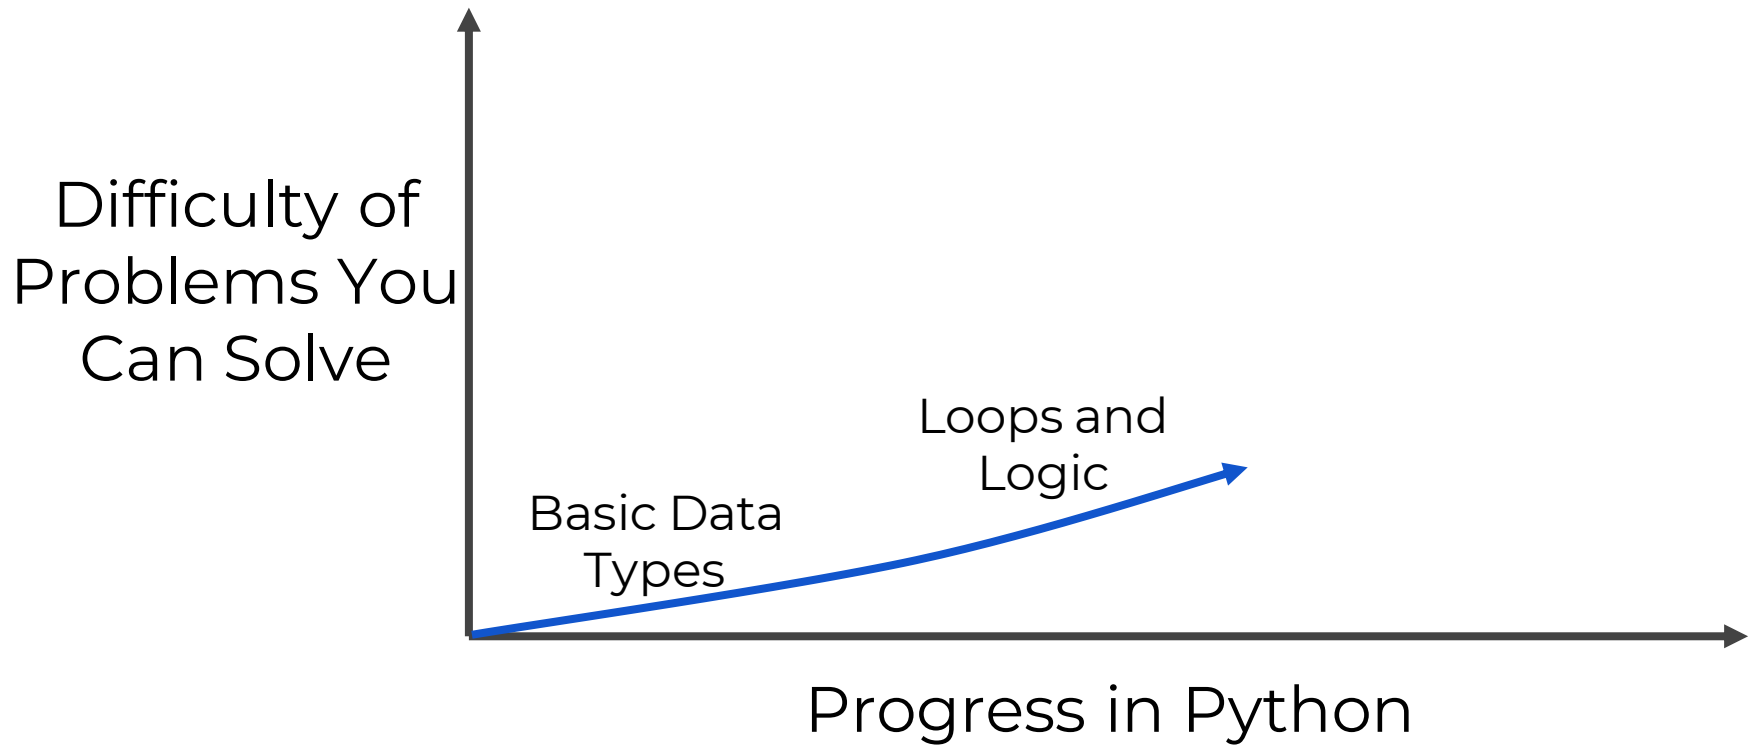 Difficulty of
Problems You
Can Solve
Loops and
Logic
Basic Data
Types
Progress in Python